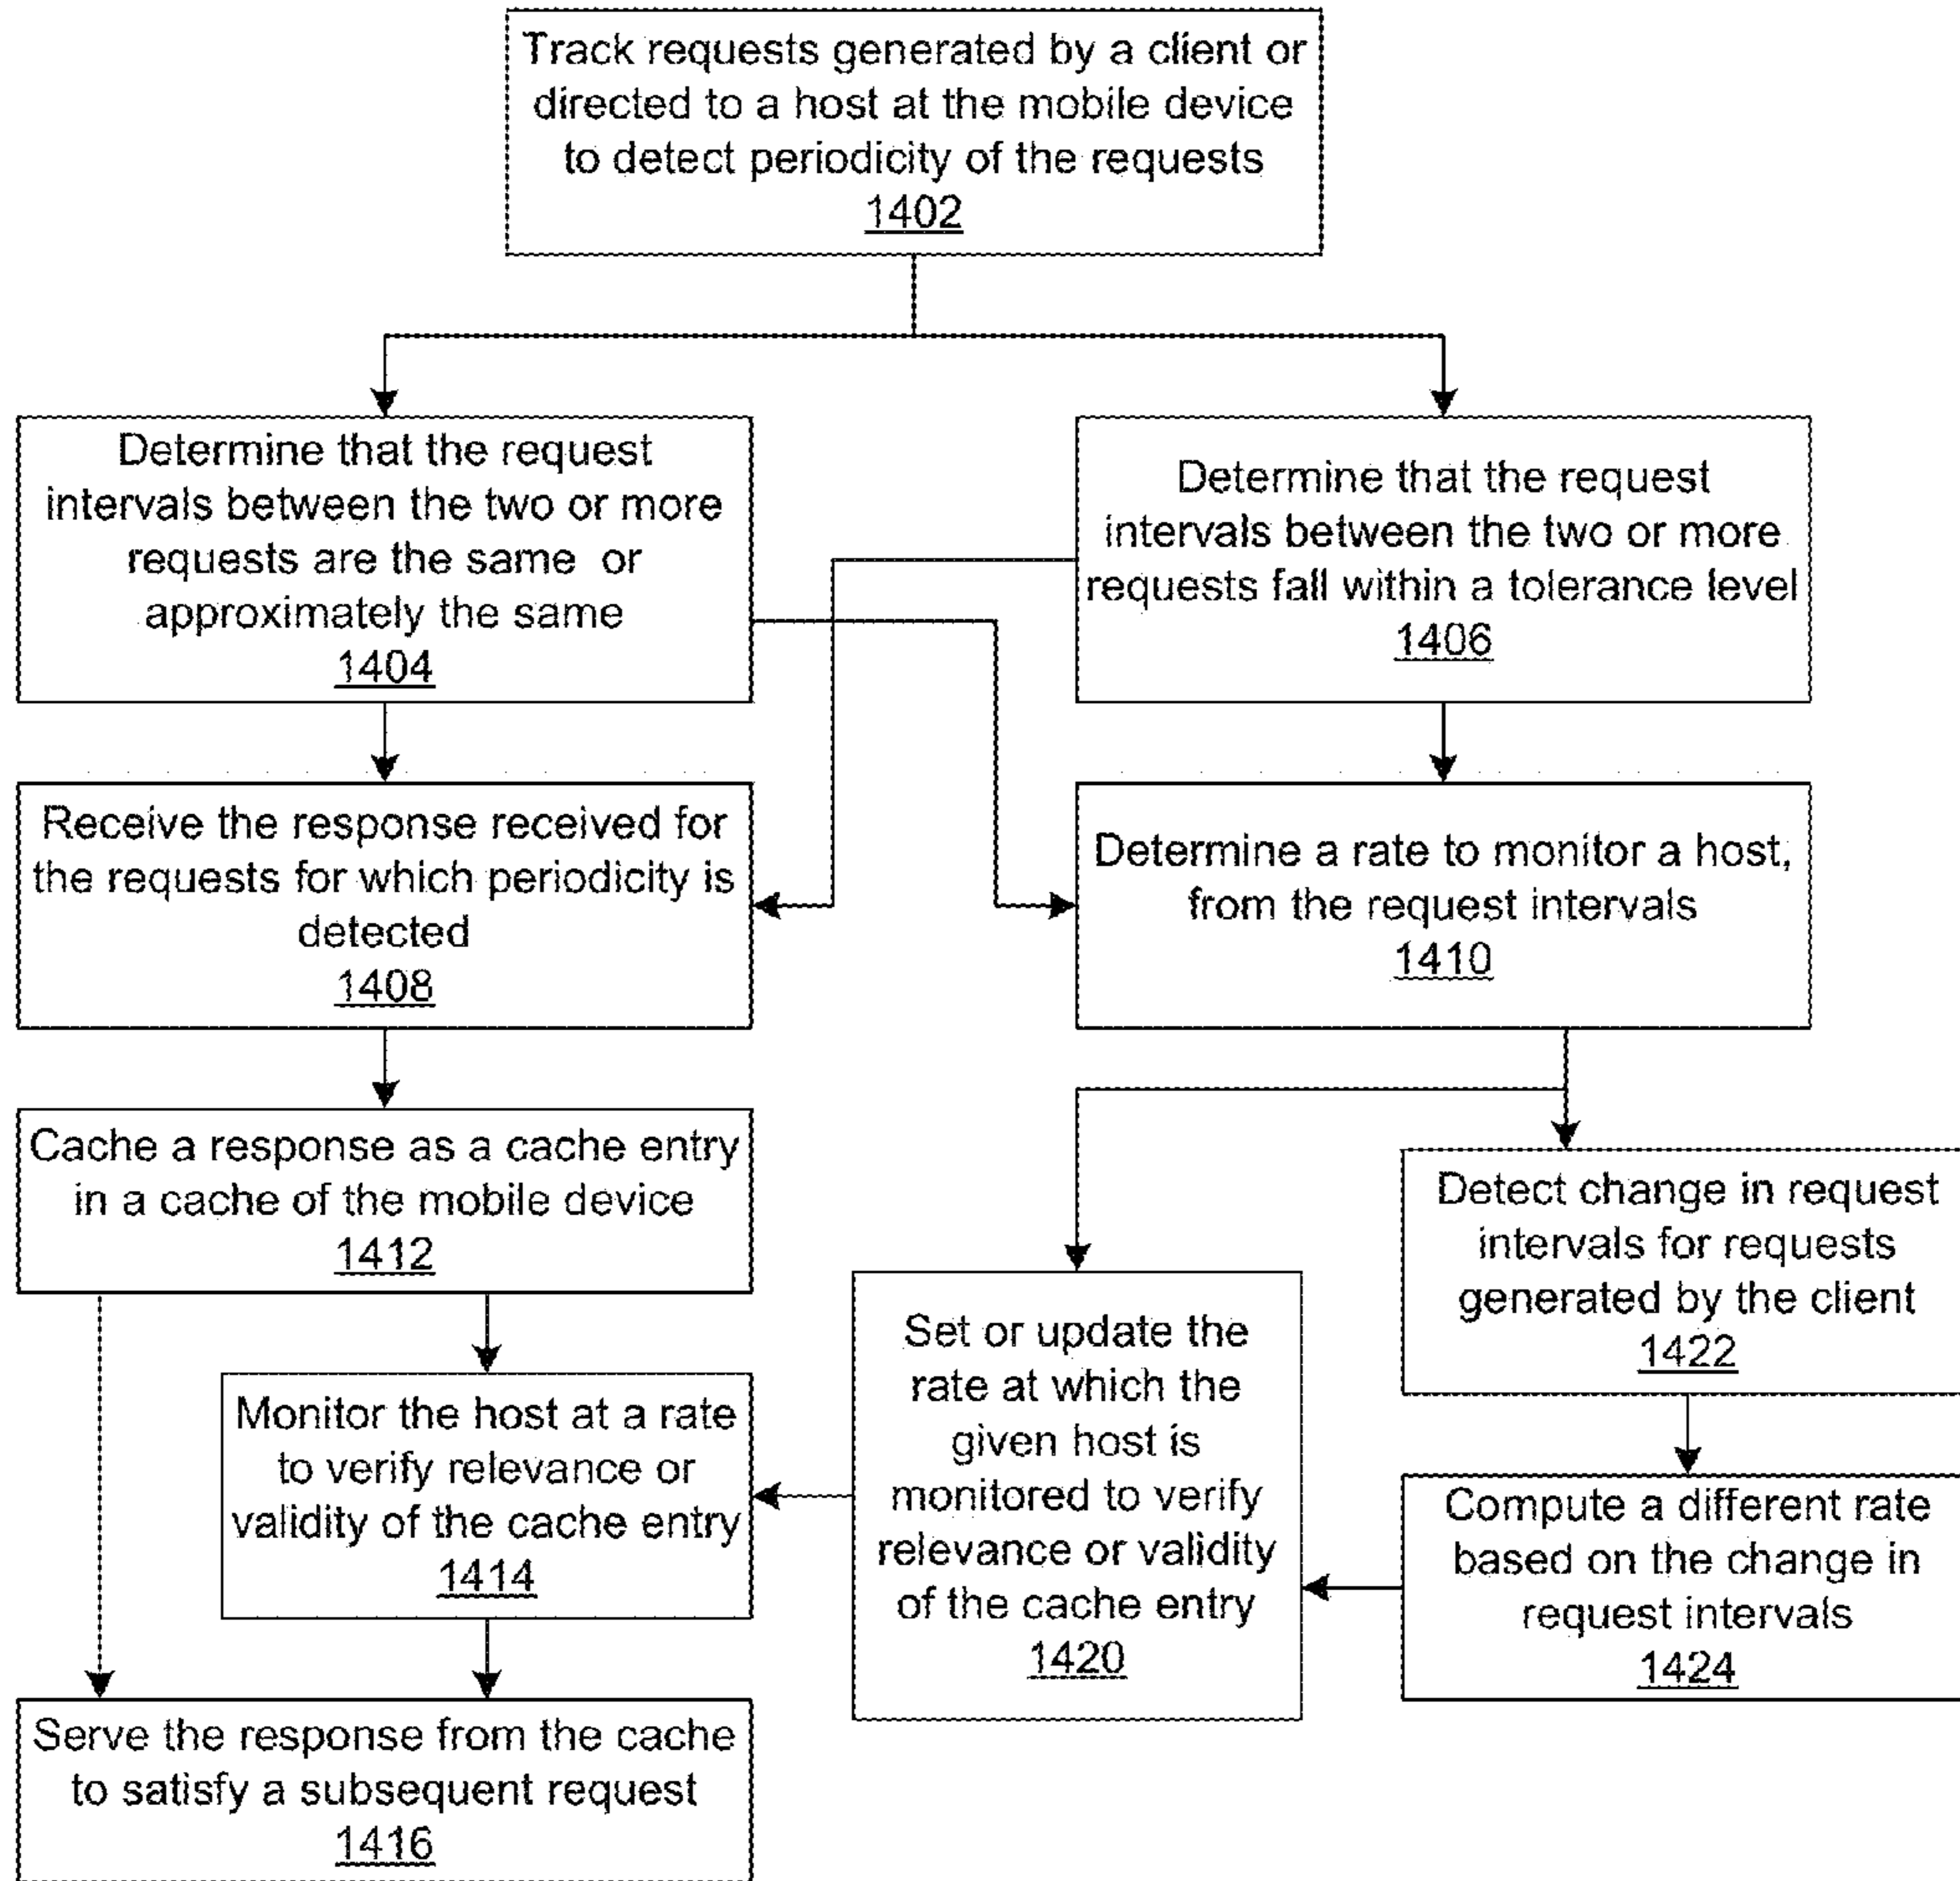 Track requests generated by a client or
directed to a host at the mobile device
to detect periodicity of the requests
1402
Determine that the request
intervals between the two or more
requests are the same or
approximately the same
1404
Determine that the request
intervals between the two or more
requests fall within a tolerance level
1406
Receive the response received for
the requests for which periodicity is
detected
1408
Determine a rate to monitor a host,
from the request intervals
1410
Cache a response as a cache entry
in a cache of the mobile device
1412
Detect change in request
intervals for requests
generated by the client
1422
Set or update the
rate at which the
given host is
monitored to verify
relevance or validity
of the cache entry
1420
Monitor the host at a rate
to verify relevance or
validity of the cache entry
1414
Compute a different rate
based on the change in
request intervals
1424
Serve the response from the cache
to satisfy a subsequent request
1416